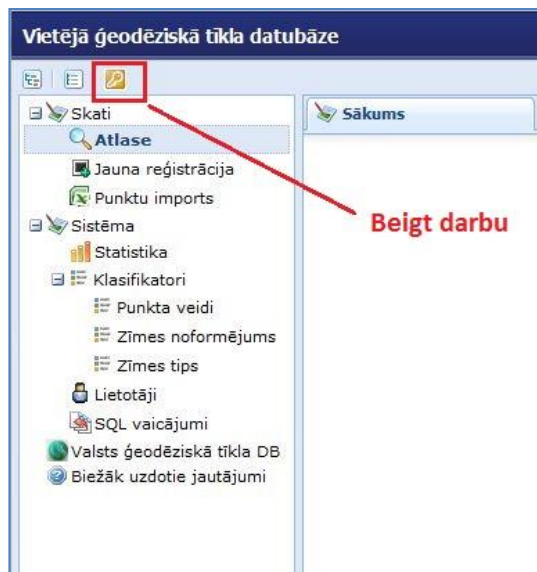 Vietējā ģeodēziskā tīkla datubāze
Skati
Sākums
Atlase
Jauna reģistrācija
Punktu imports
Beigt darbu
Sistēma
Statistika
Klasifikatori
Punkta veidi
Zīmes noformējums
Zīmes tips
Lietotāji
SQL vaicājumi
Valsts ģeodēziskā tīkla DB
Biežāk uzdotie jautājumi